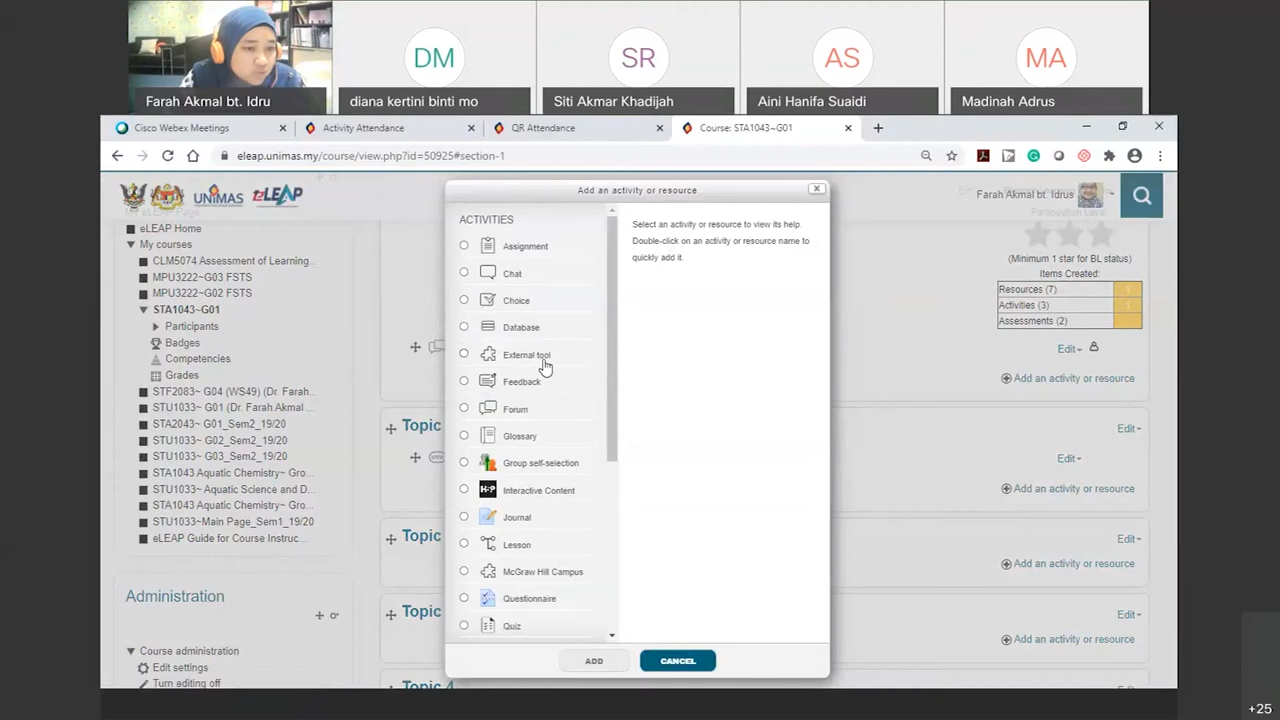 DM
SR
AS
MA
Farah Akmal bt. Idru
diana kertini binti mo
Siti Akmar Khadijah
Aini Hanifa Suaidi
Madinah Adrus
Cisco Webex Meetings
Activity Attendance
QR Attendance
Course: STA1043~G01
eleap.unimas.my/course/view.php?id=50925#section-1
UNIMAS
eLEAP
Farah Akmal bt. Idrus
My eLEAP Page
eLEAP Home
My courses
CLM5074 Assessment of Learning...
MPU3222~G03 FSTS
MPU3222~G02 FSTS
STA1043~G01
Participants
Badges
Competencies
Grades
STF2083~ G04 (WS49) (Dr. Farah...
STU1033~ G01 (Dr. Farah Akmal ...
STA2043~ G01_Sem2_19/20
STU1033~ G02_Sem2_19/20
STU1033~ G03_Sem2_19/20
STA1043 Aquatic Chemistry~ Gro...
STU1033~ Aquatic Science and D...
STA1043 Aquatic Chemistry~ Gro...
STU1033~Main Page_Sem1_19/20
eLEAP Guide for Course Instruc...
Administration
Course administration
Edit settings
Turn editing off
Add an activity or resource
ACTIVITIES
Assignment
Chat
Choice
Database
External tool
Feedback
Forum
Glossary
Group self-selection
H-P
Interactive Content
Journal
Lesson
McGraw Hill Campus
Questionnaire
Quiz
Select an activity or resource to view its help.
Double-click on an activity or resource name to
quickly add it.
ADD
CANCEL
(Minimum 1 star for BL status)
Items Created:
Resources (7)
Activities (3)
Assessments (2)
Edit
Add an activity or resource
Topic
Edit
Edit
Add an activity or resource
Topic
Edit
Add an activity or resource
Topic
Edit
Add an activity or resource
Topic 4
+25